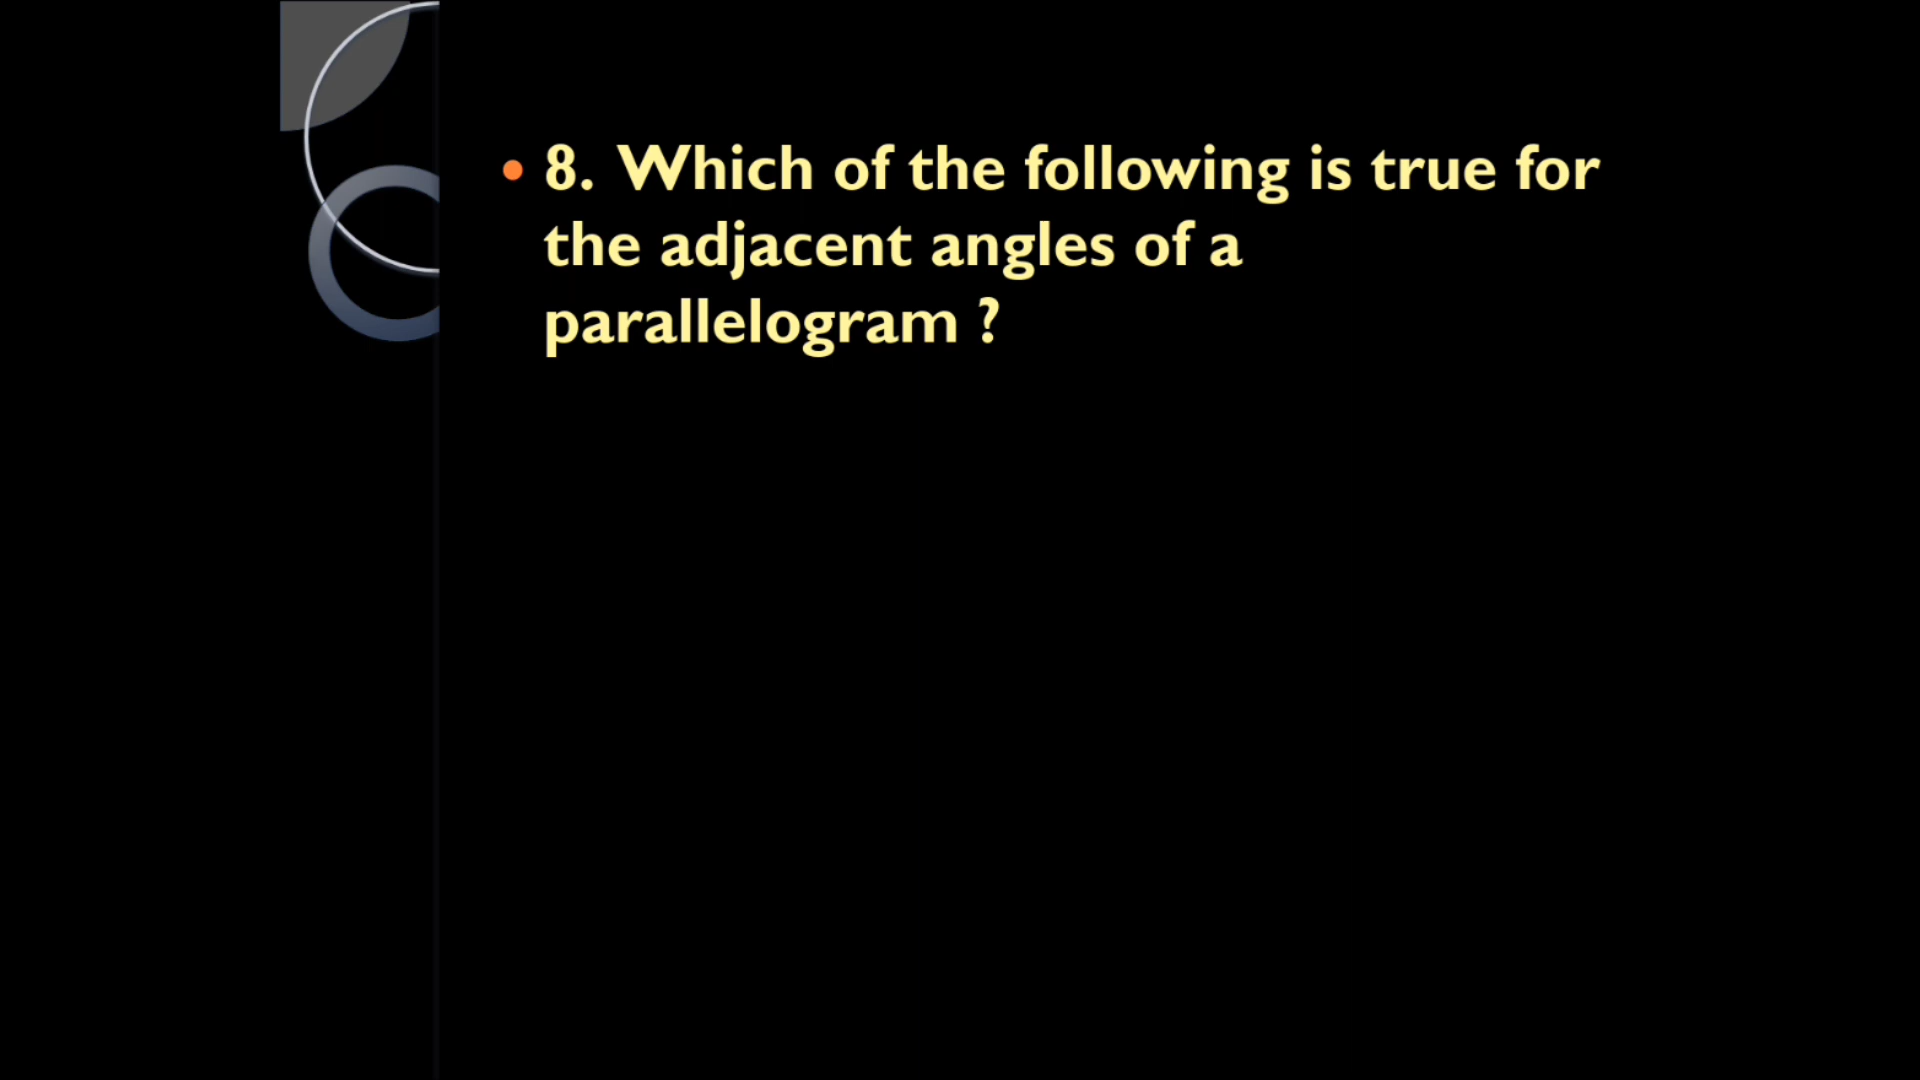 • 8. Which of the following is true for
the adjacent angles of a
parallelogram ?